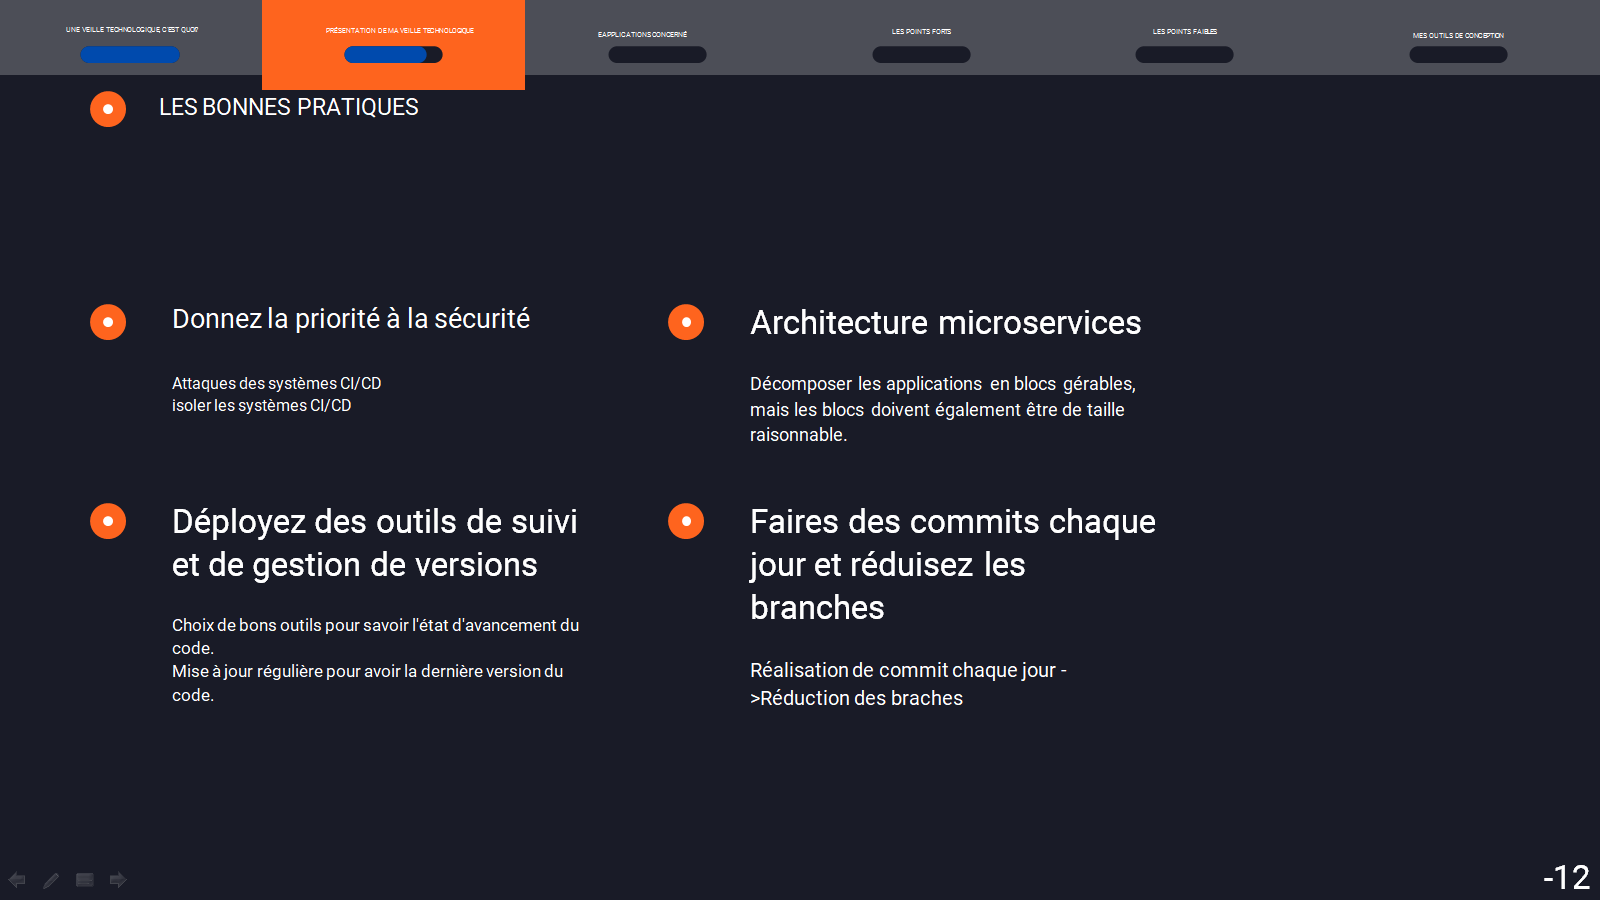 UNE VEILLE TECHNOLOGIQUE, C'EST QUOI?
PRÉSENTATION DE MA VEILLE TECHNOLOGIQUE
EAPPLICATIONS CONCERNÉ
LES POINTS FORTS
LES POINTS FAIBLES
MES OUTILS DE CONCEPTION
LES BONNES PRATIQUES
Donnez la priorité à la sécurité
Attaques des systèmes CI/CD
isoler les systèmes CI/CD
Architecture microservices
Décomposer les applications en blocs gérables,
mais les blocs doivent également être de taille
raisonnable.
Déployez des outils de suivi
et de gestion de versions
Choix de bons outils pour savoir l'état d'avancement du
code.
Mise à jour régulière pour avoir la dernière version du
code.
Faires des commits chaque
jour et réduisez les
branches
Réalisation de commit chaque jour -
>Réduction des braches
-12